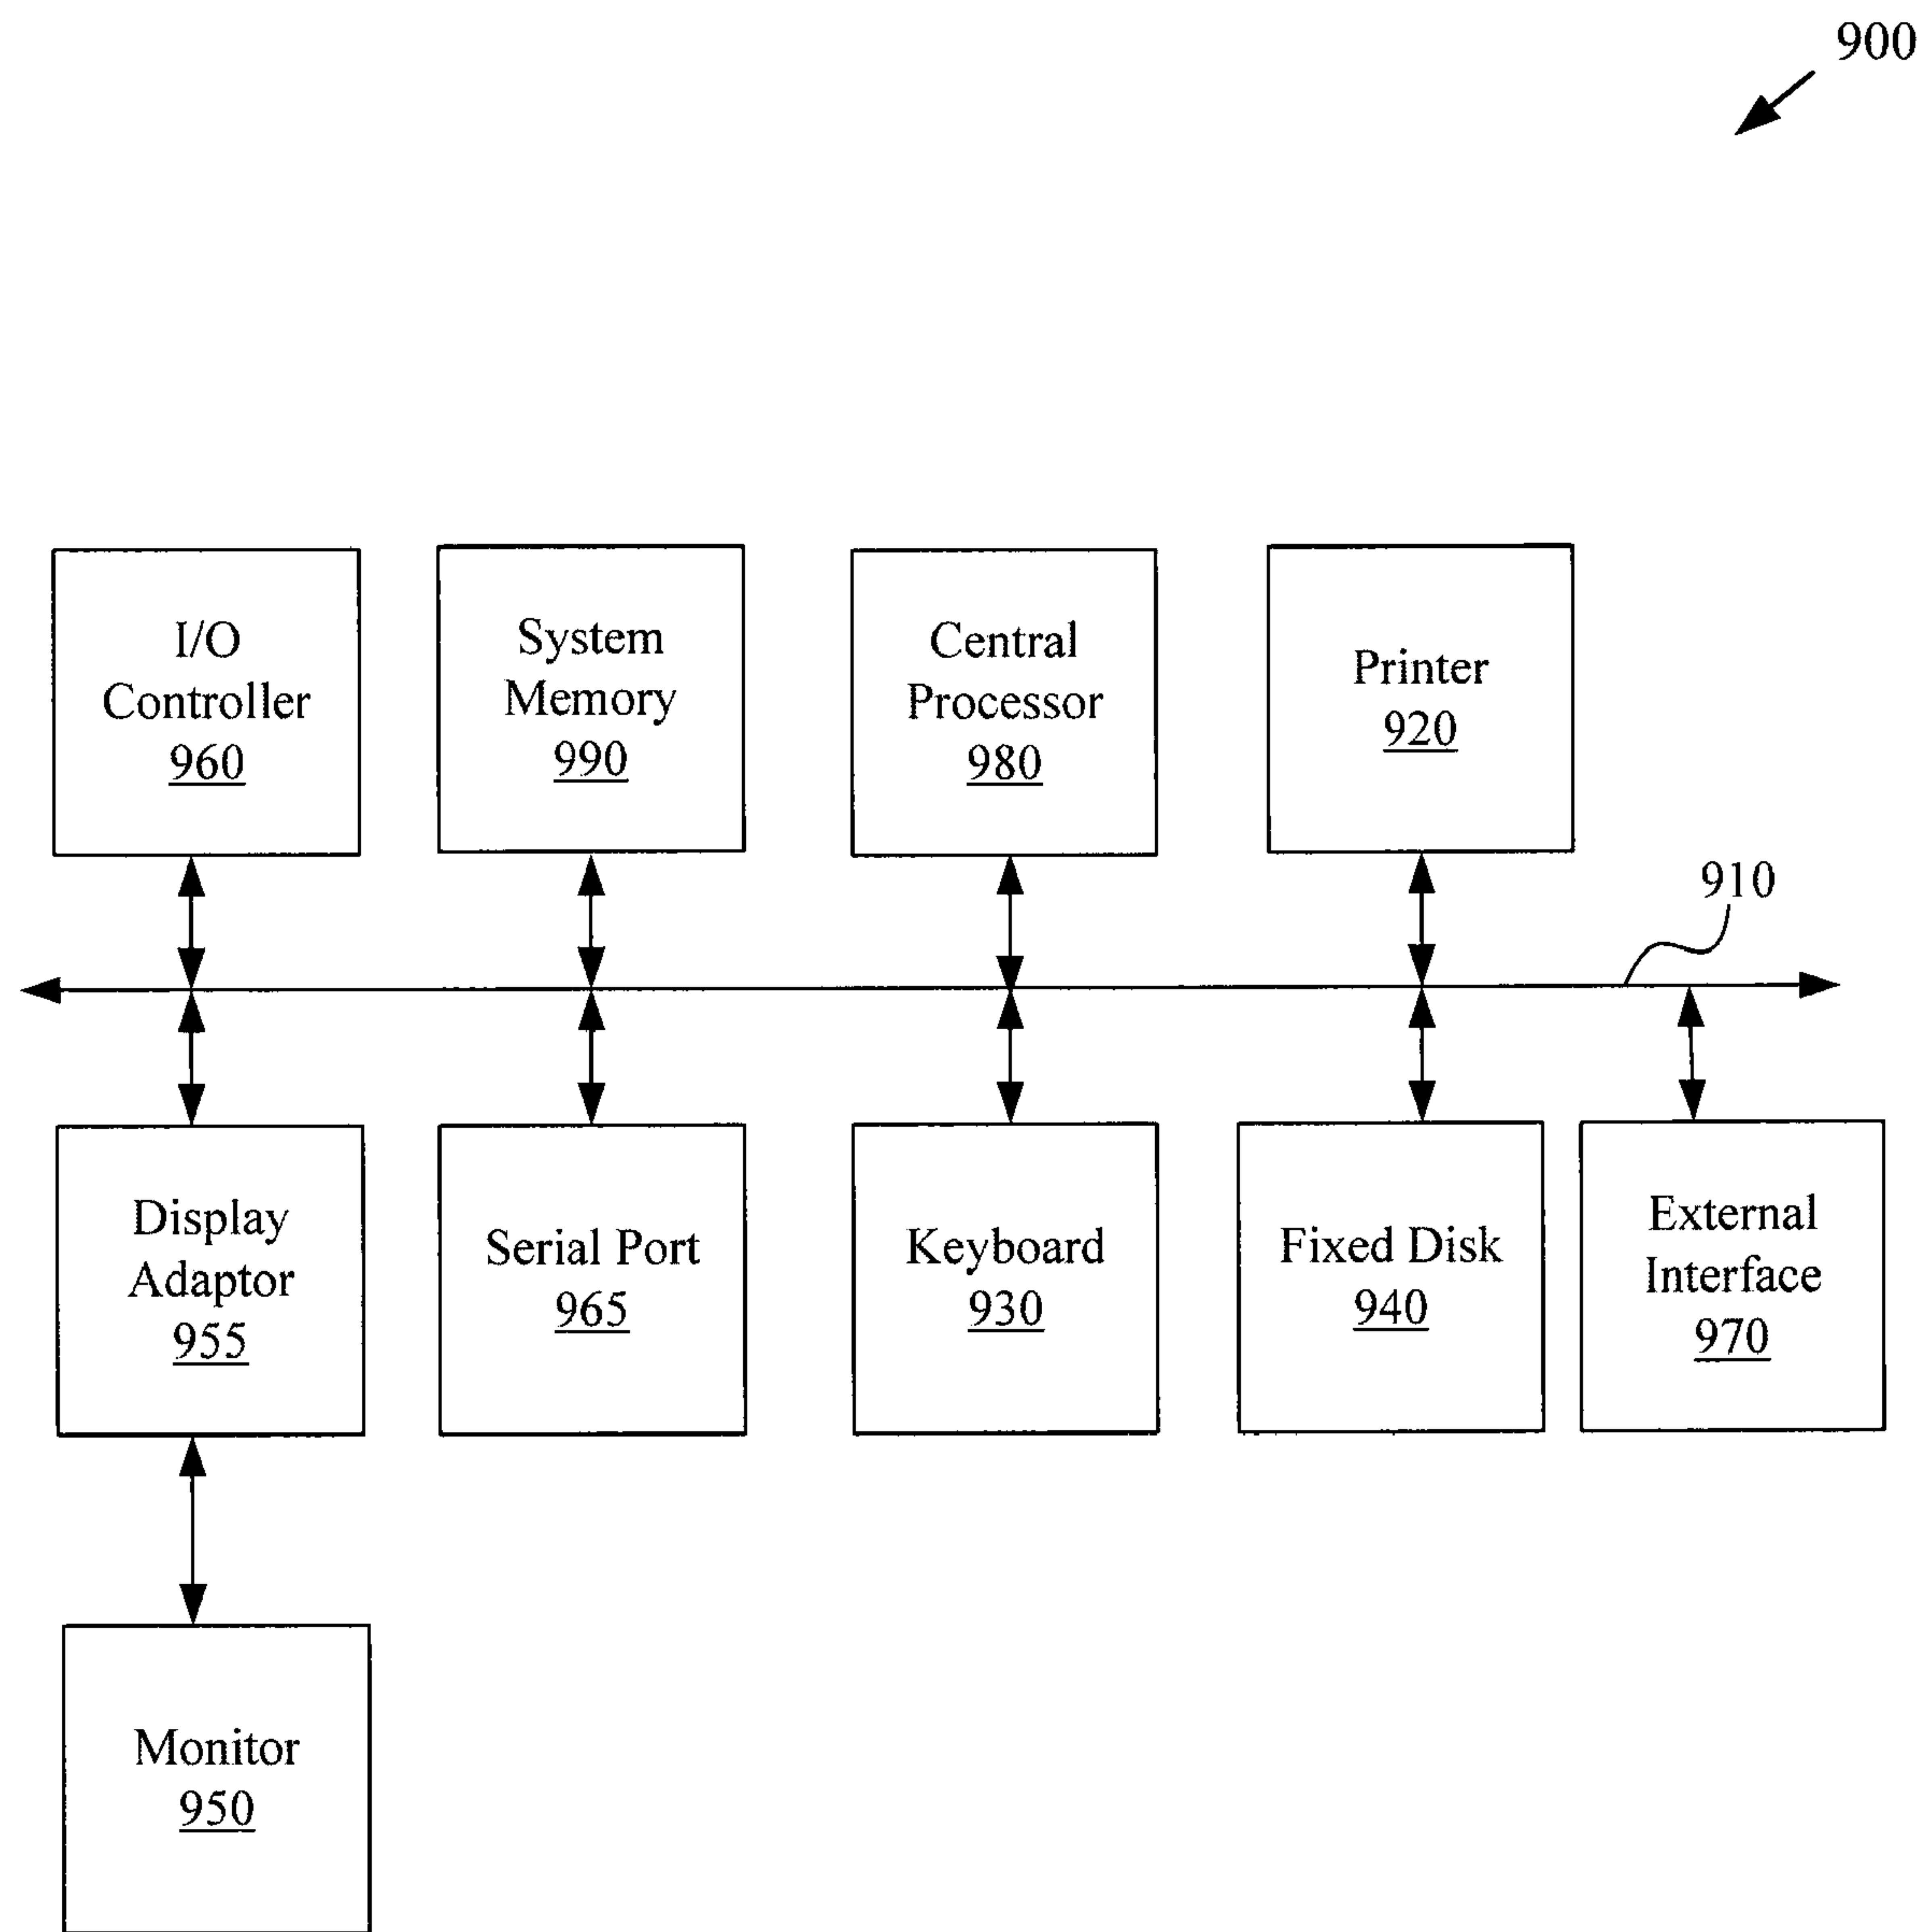 900
I/O
Controller
960
System
Memory
990
Central
Processor
980
Printer
920
910
Display
Adaptor
955
Serial Port
965
Keyboard
930
Fixed Disk
940
External
Interface
970
Monitor
950